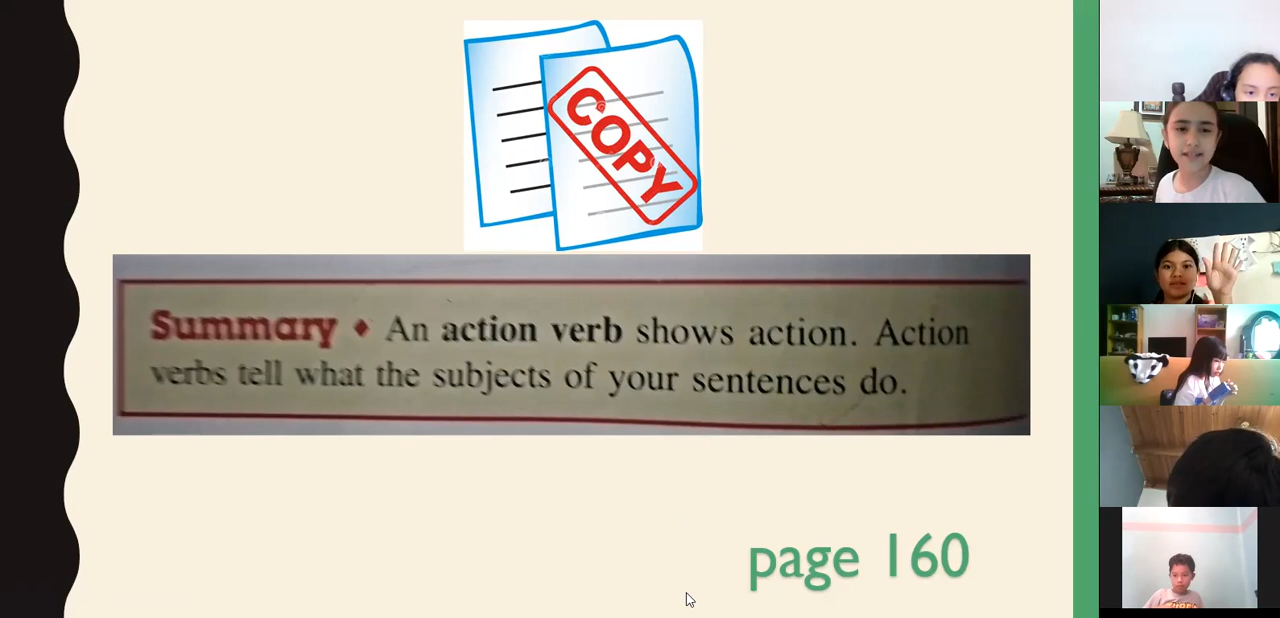 COPY
Summary ♦ An action verb shows action. Action
verbs tell what the subjects of your sentences do.
page 160